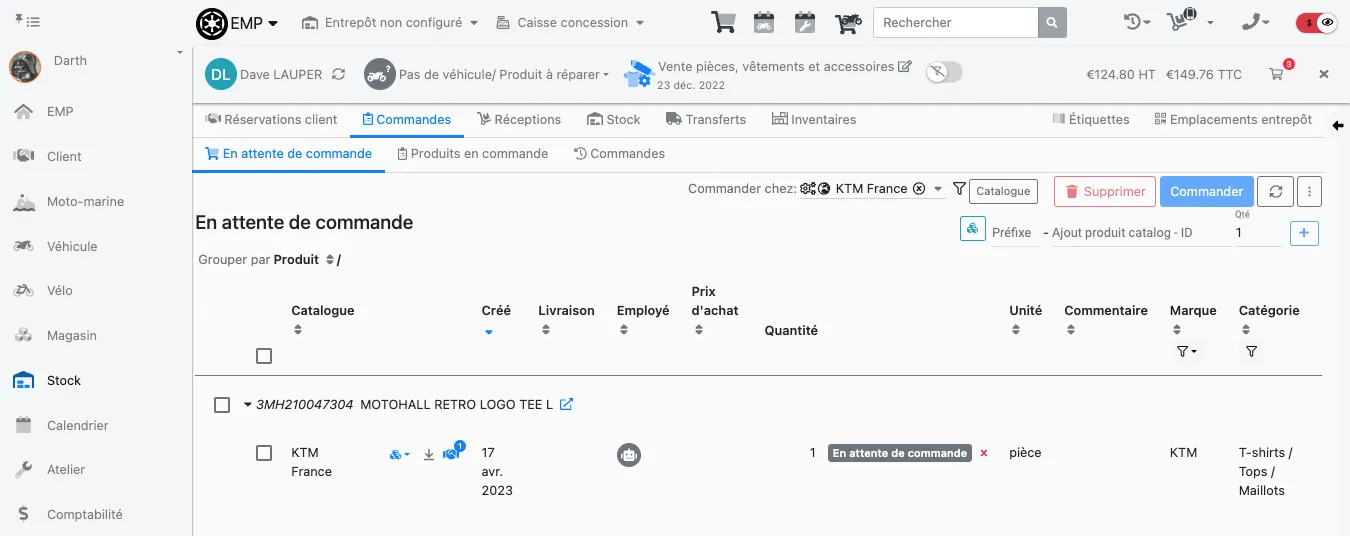 EMP
Entrepôt non configuré
Caisse concession
Rechercher
$
Darth
DL
Dave LAUPER
?
Pas de véhicule/ Produit à réparer
Vente pièces, vêtements et accessoires
23 déc. 2022
€124.80 HT
€149.76 TTC
3
EMP
Client
Moto-marine
Véhicule
Vélo
Magasin
Stock
Calendrier
Atelier
$ Comptabilité
Réservations client
Commandes
Réceptions
Stock
Transferts
Inventaires
Étiquettes
Emplacements entrepôt
En attente de commande
Produits en commande
Commandes
Commander chez:
KTM France
Catalogue
Supprimer
Commander
En attente de commande
Préfixe
- Ajout produit catalog - ID
Qté
1
+
Grouper par Produit /
Catalogue
Créé
Livraison
Employé
Prix
d'achat
Quantité
Unité
Commentaire
Marque
Catégorie
3MH210047304 MOTOHALL RETRO LOGO TEE L
KTM
France
1
17
avr.
2023
1
En attente de commande
pièce
KTM
T-shirts /
Tops /
Maillots